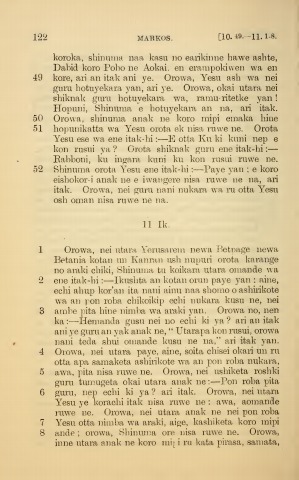 122 MARKOS. [10. 49.–11. 1-8.
koroka, shinuma naa kasu no earikinne hawe ashte,
Dabid koro Poho ne Aokai. en erampokiwen wa en
49 kore, ari an itak ani ye. Orowa, Yesu ash wa nei
guru hotuyekara yan, ari ye. Orowa, okai utara nei
shiknak guru hotuyekara wa, ramu-ritetke yan!
Hopuni, Shinuma e hotuyekara an na, ari itak.
50 Orowa, shinuma anak ne koro mipi emaka hine
51 hopunikatta wa Yesu orota ek nisa ruwe ne. Orota
Yesu ese wa ene itak-hi:—E otta Ku ki kuni nep e
kon rusui ya? Orota shiknak guru ene itak-hi:—
Rabboni, ku ingara kuni ku kon rusui ruwe ne.
52 Shinuma orota Yesu ene itak-hi:—Paye yan; e koro
eishokor-i anak ne e iwangere nisa ruwe ne na, ari
itak. Orowa, nei guru nani nukara wa ru otta Yesu
osh oman nisa ruwe ne na.
11 Ik.
1 Orowa, nei utara Yerusarem newa Betpage newa
Betania kotan un Kanran ush nupuri orota karange
no araki chiki, Shinuma tu koikam utara omande wa
2 ene itak-hi:—Ikushta an kotan orun paye yan; aine,
echi ahup kor'an ita nani ainu naa shomo o ashirikote
wa an pon roba chikoikip echi nukara kusu ne, nei
3 ambe pita hine nimba wa araki yan. Orowa no, nen
ka:—Hemanda gusu nei no echi ki ya? ari an itak
ani ye guru an yak anak ne, "Utarapa kon rusui, orowa
nani teda shui omande kusu ne na," ari itak yan.
4 Orowa, nei utara, paye, aine, soita chisei okari un ru
otta apa samaketa ashirikote wa an pon roba nukara,
5 awa, pita nisa ruwe ne. Orowa, nei ushiketa roshki
guru tumugeta okai utara anak ne:—Pon roba pita
6 guru, nep echi ki ya? ari itak. Orowa, nei utara
Yesu ye korachi itak nisa ruwe ne: awa, aomande
ruwe ne. Orowa, nei utara anak ne nei pon roba
7 Yesu otta nimba wa araki, aige, kashiketa koro mipi
8 ande; orowa, Shinuma ore nisa ruwe ne. Orowa,
inne utara anak ne koro mipi ru kata pirasa, samata,